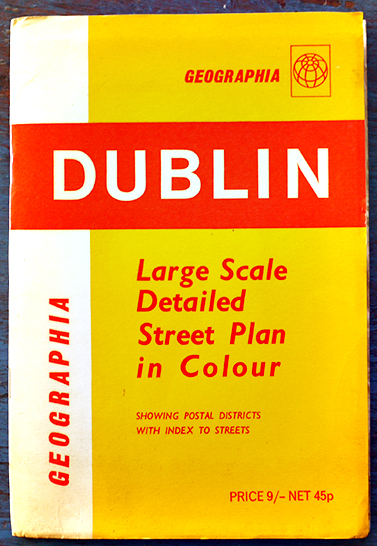 GEOGRAPHIA
DUBLIN
Large Scale
Detailed
Street Plan
in Colour
GEOGRAPHIA
SHOWING POSTAL DISTRICTS
WITH INDEX TO STREETS
PRICE 9/– NET 45p